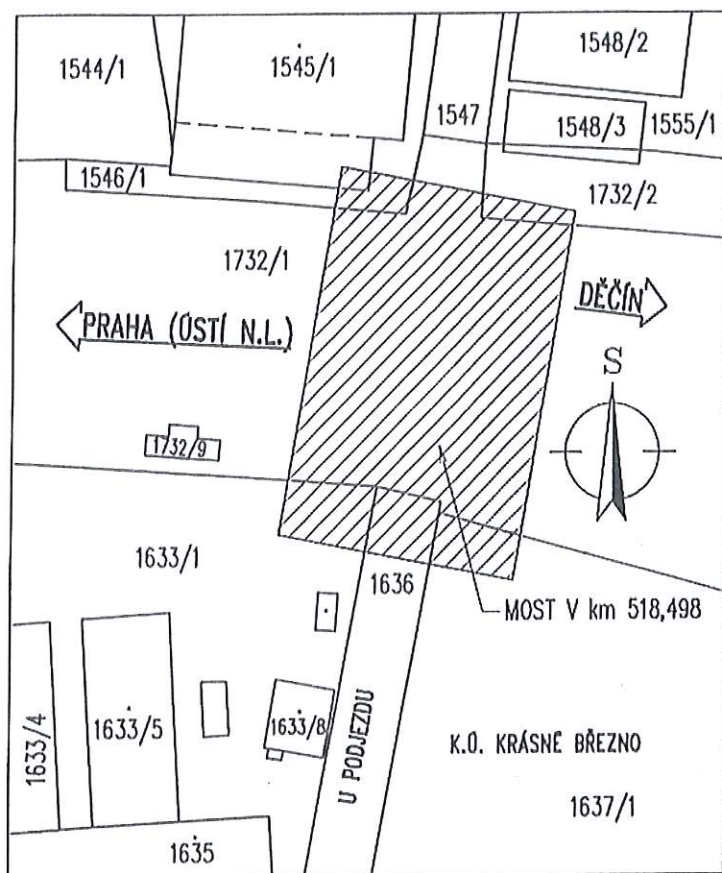 1548/2
1544/1
1545/1
1547
1548/3
1555/1
1546/1
1732/2
1732/1
DĚČÍN
PRAHA (ÚSTÍ N.L.)
S
1732/9
1633/1
1636
MOST V km 518,498
1633/4
1633/5
1633/8
U PODJEZDU
K.Ú. KRÁSNÉ BŘEZNO
1637/1
1635